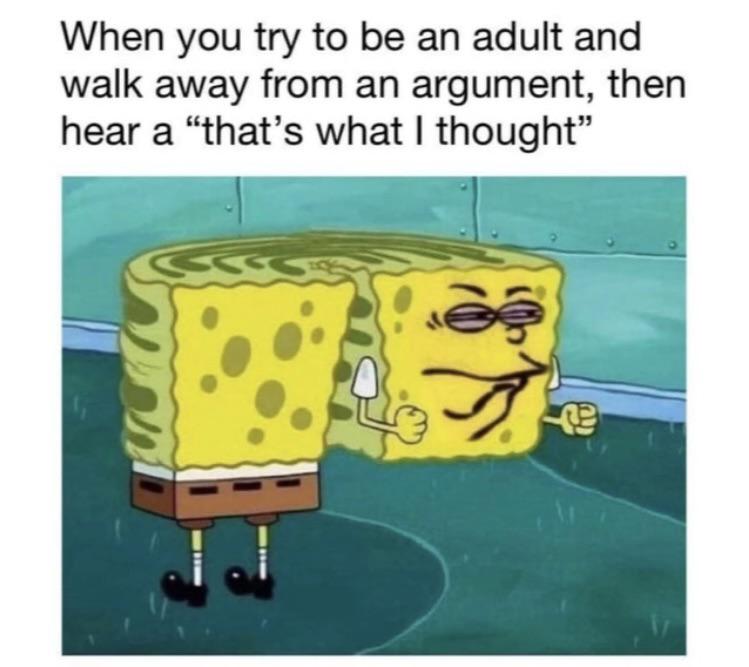 When you try to be an adult and
walk away from an argument, then
hear a “that’s what I thought”